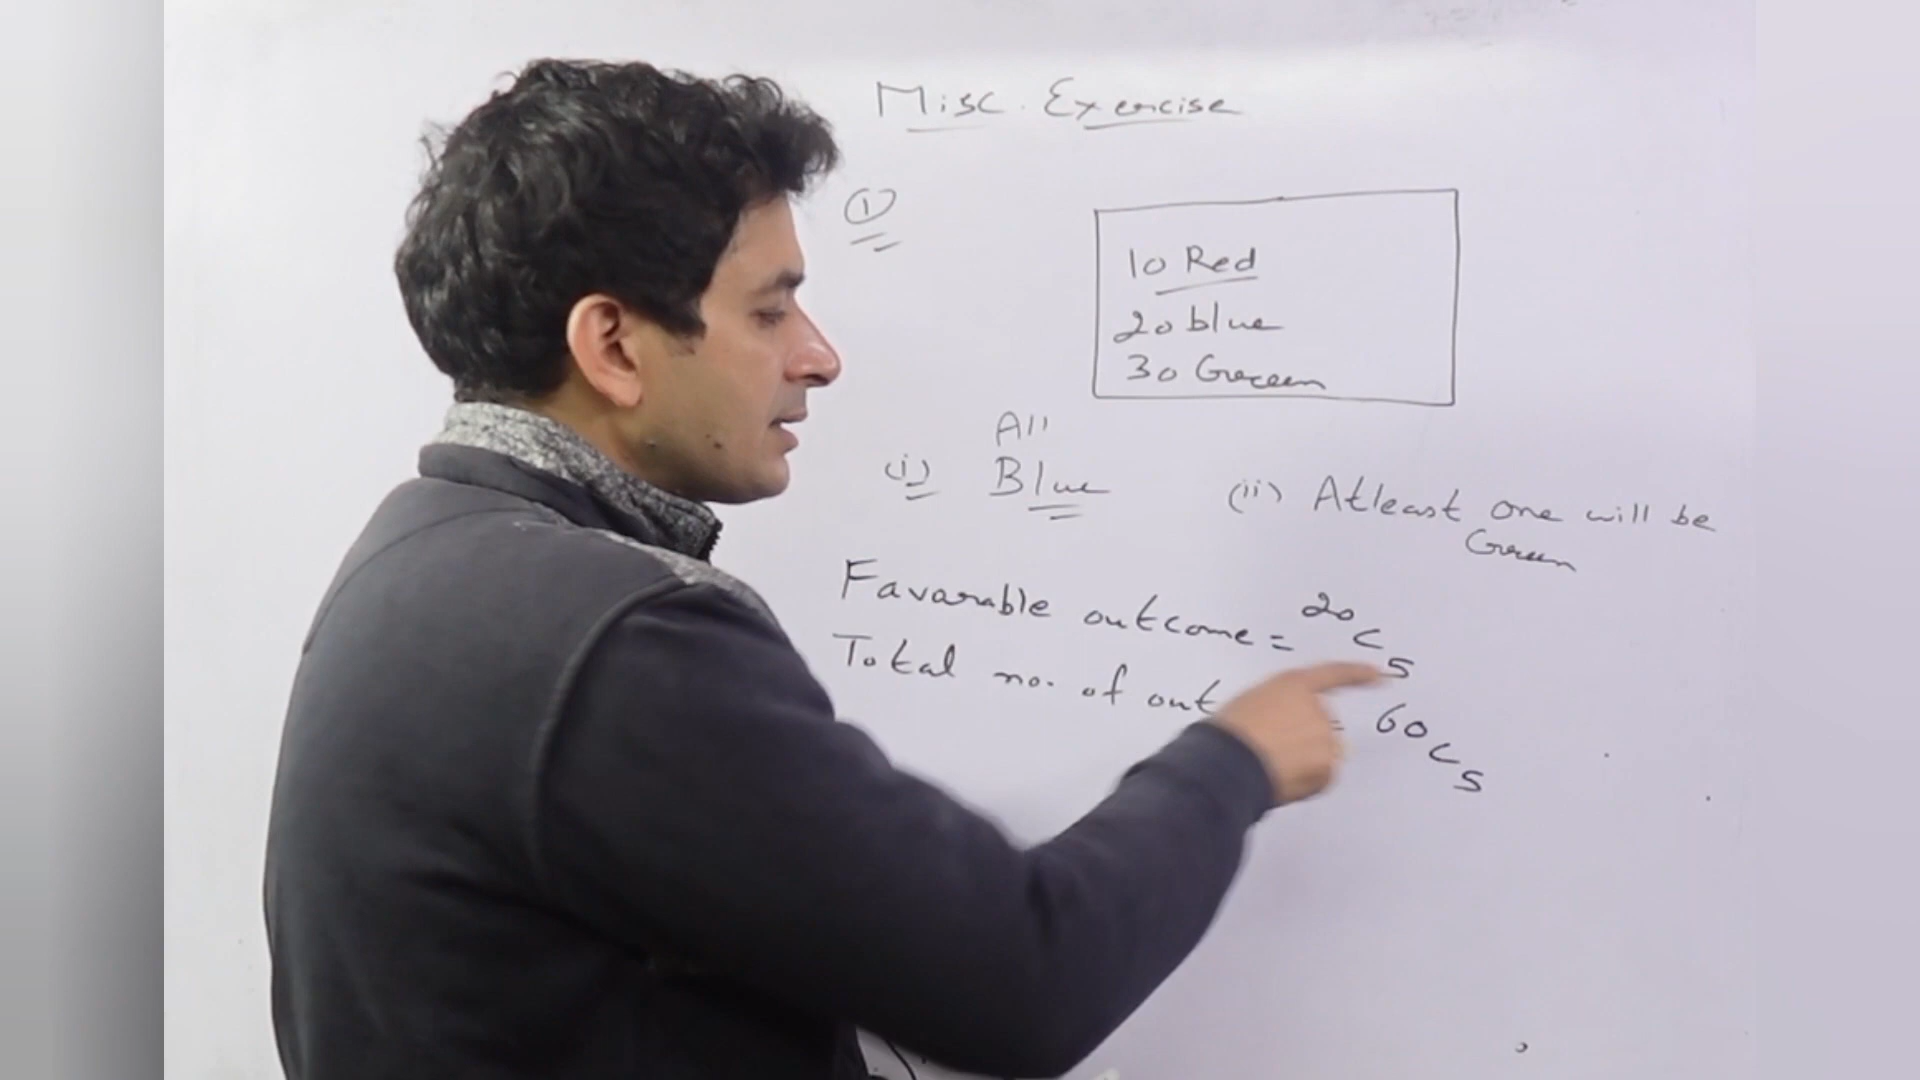 Misc. Exercise
(1)
10 Red
20 blue
30 Greeen
All
(i) Blue
(ii) Atleast one will be
Green
Favarable outcome = 20C5
Total no. of out = 60C5